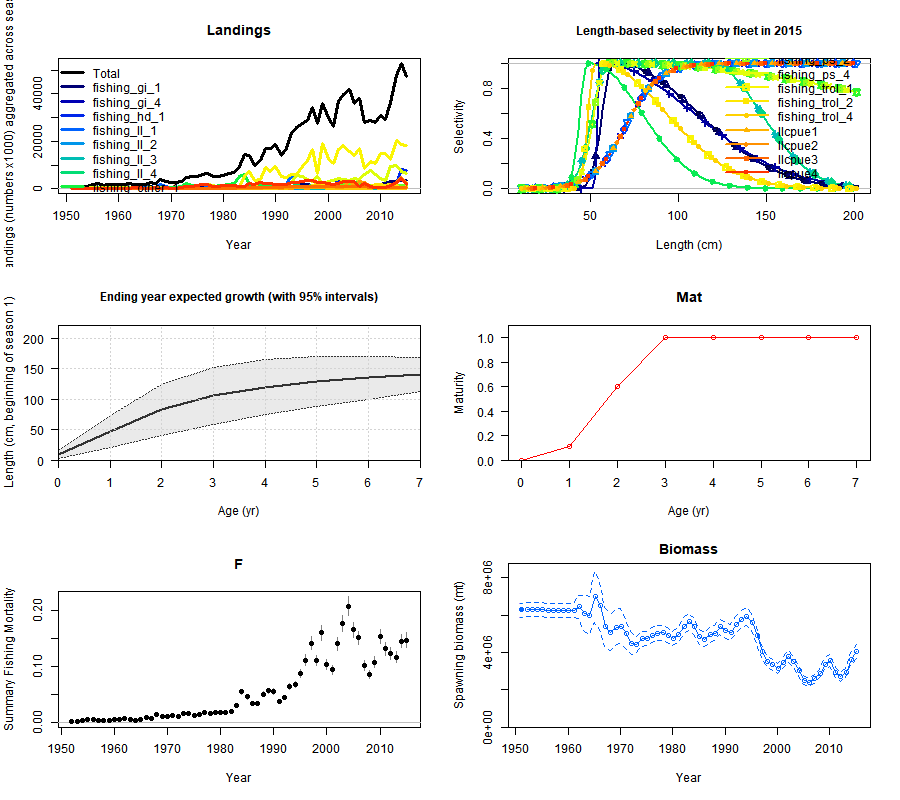 Landings
andings (numbers x1000) aggregated across seas
0
20000
40000
Total
fishing_gi_1
fishing_gi_4
fishing_hd_1
fishing_ll_1
fishing_ll_2
fishing_ll_3
fishing_ll_4
1950 1960 1970 1980 1990 2000 2010
Year
Length-based selectivity by fleet in 2015
Selectivity
0.0
0.4
0.8
fishing_ps_4
fishing_trol_2
fishing_trol_4
llcpue1
llcpue2
llcpue3
llcpue4
50 100 150 200
Length (cm)
Ending year expected growth (with 95% intervals)
Length (cm, beginning of season 1)
200
150
100
50
0
0 1 2 3 4 5 6 7
Age (yr)
Mat
Maturity
1.0
0.8
0.6
0.4
0.2
0.0
0 1 2 3 4 5 6 7
Age (yr)
F
Summary Fishing Mortality
0.20
0.10
0.00
1950 1960 1970 1980 1990 2000 2010
Year
Biomass
Spawning biomass (mt)
8e+06
4e+06
0e+00
1950 1960 1970 1980 1990 2000 2010
Year